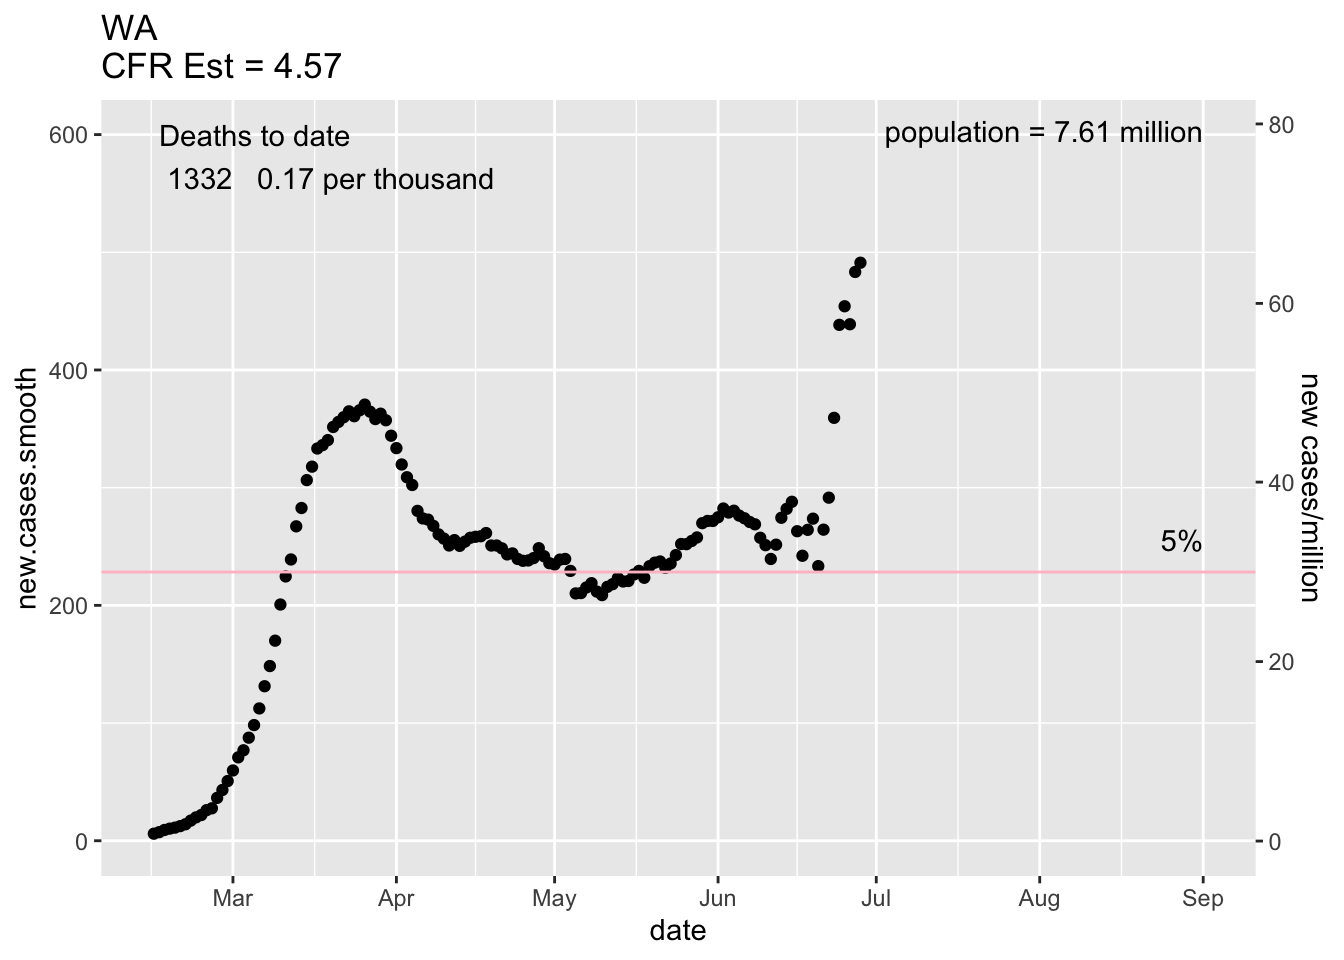 WA
CFR Est = 4.57
Deaths to date
1332   0.17 per thousand
population = 7.61 million
5%
new.cases.smooth
600
400
200
0
80
60
40
20
0
new cases/million
Mar Apr May Jun Jul Aug Sep
date